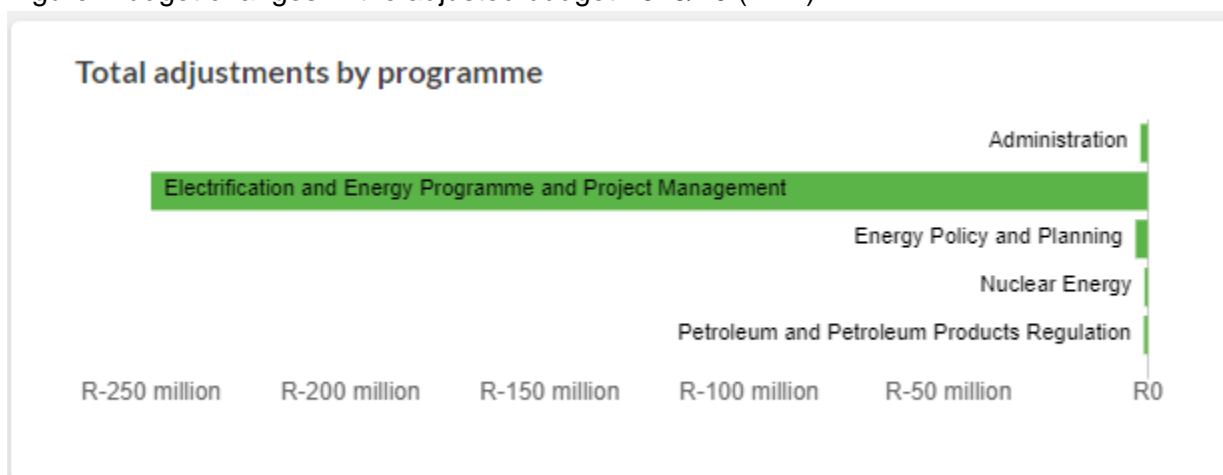 Total adjustments by programme
Administration
Electrification and Energy Programme and Project Management
Energy Policy and Planning
Nuclear Energy
Petroleum and Petroleum Products Regulation
R-250 million R-200 million R-150 million R-100 million R-50 million R0